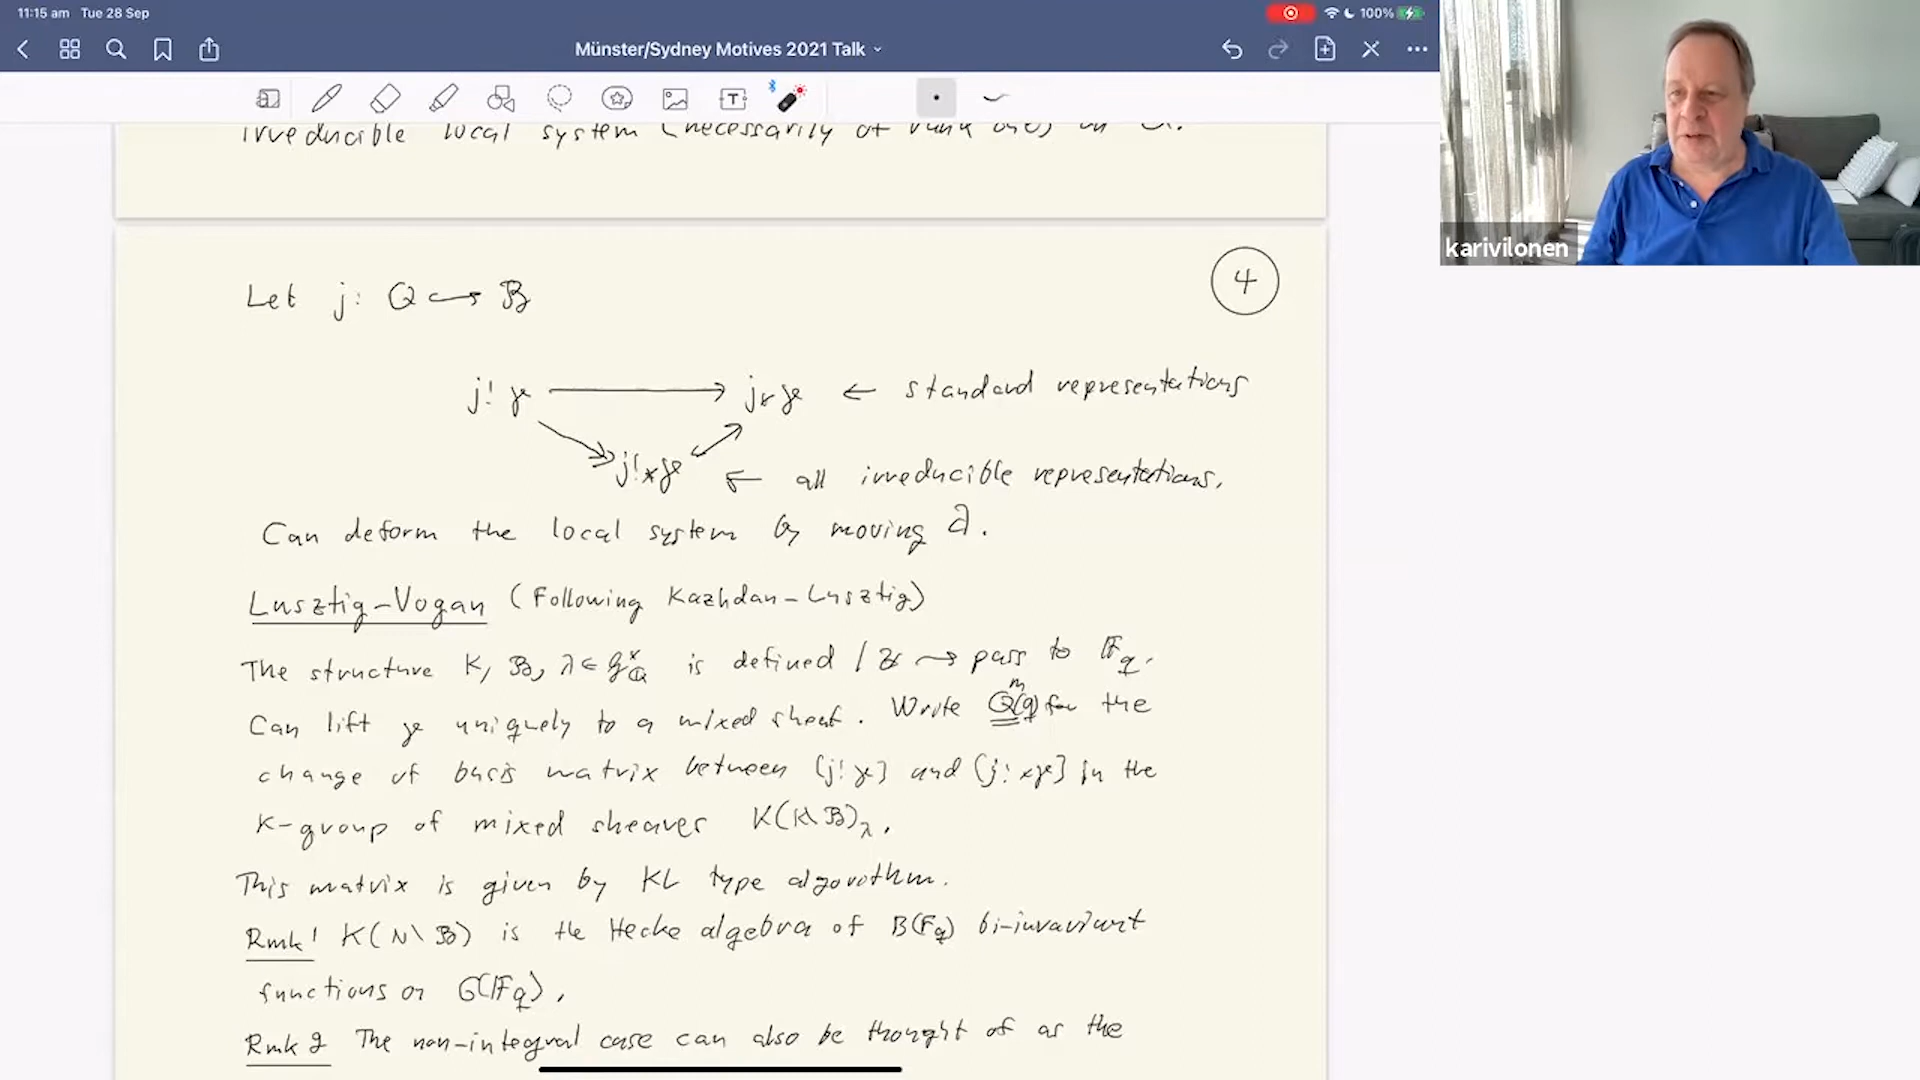 11:15 am Tue 28 Sep
100%
Münster/Sydney Motives 2021 Talk
karivilonen
irreducible local system (necessarily of rank one) on Q.
4
Let j: Q ↪ B
j! γ → j* γ ← standard representations
j!* γ ← all irreducible representations.
Can deform the local system by moving λ.
Lusztig-Vogan (Following Kazhdan-Lusztig)
The structure K, B, λ ∈ is defined / Z ⇝ pass to Fq.
Can lift γ uniquely to a mixed sheaf. Write Qᵐ(q) for the
change of basis matrix between [j! γ] and [j!* γ] in the
K-group of mixed sheaves K(K\B)λ.
This matrix is given by KL type algorithm.
Rmk 1 K(N\B) is the Hecke algebra of B(Fq) bi-invariant
functions on G(Fq).
Rmk 2 The non-integral case can also be thought of as the